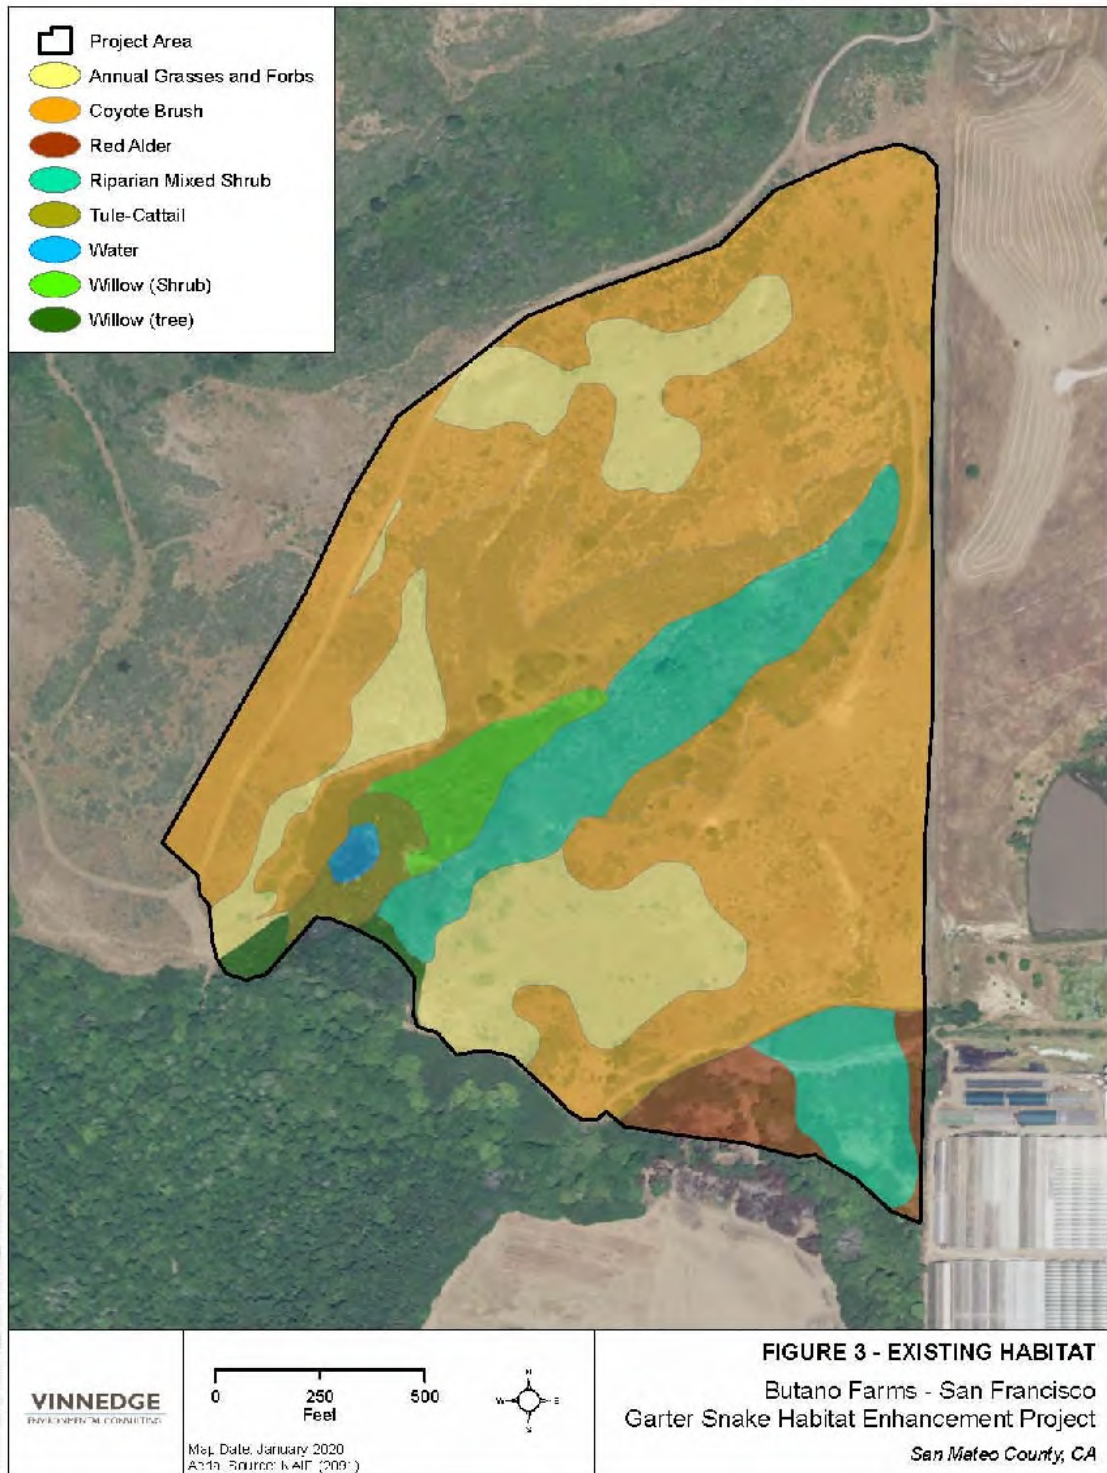 Project Area
Annual Grasses and Forbs
Coyote Brush
Red Alder
Riparian Mixed Shrub
Tule-Cattail
Water
Willow (Shrub)
Willow (tree)
VINNEDGE
ENVIRONMENTAL CONSULTING
0 250 500
Feet
N
W E
S
Map Date: January 2020
FIGURE 3 - EXISTING HABITAT
Butano Farms - San Francisco
Garter Snake Habitat Enhancement Project
San Mateo County, CA